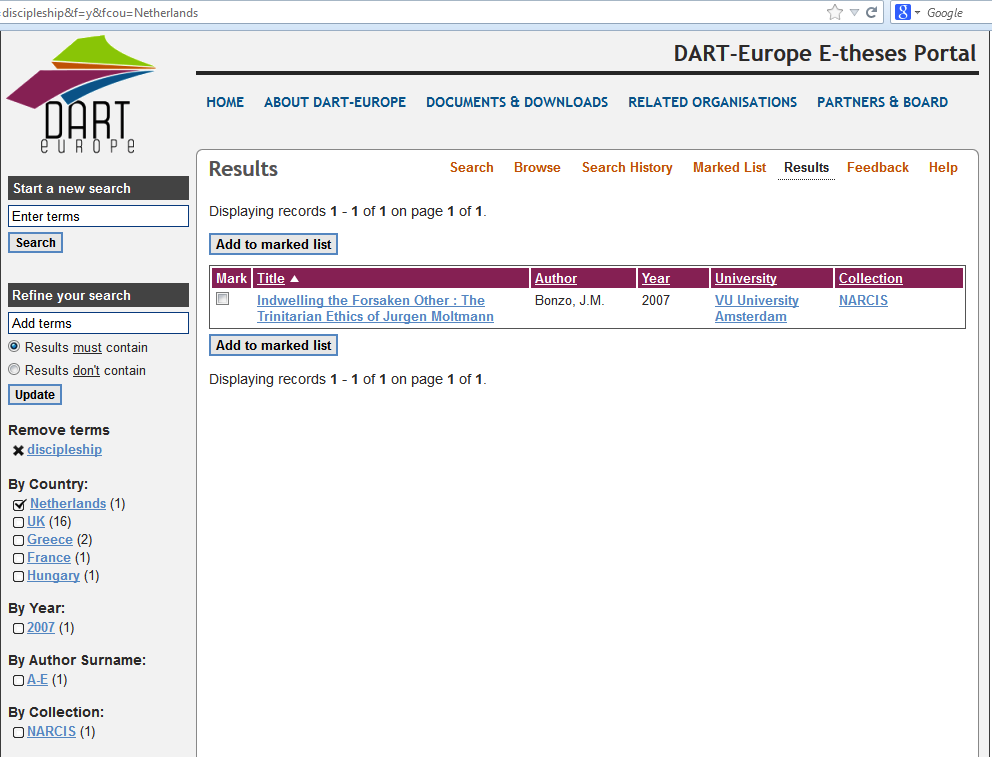 discipleship&f=y&fcou=Netherlands
Google
DART
EUROPE
DART-Europe E-theses Portal
HOME ABOUT DART-EUROPE DOCUMENTS & DOWNLOADS RELATED ORGANISATIONS PARTNERS & BOARD
Start a new search
Enter terms
Search
Refine your search
Add terms
Results must contain
Results don't contain
Update
Remove terms
discipleship
By Country:
Netherlands (1)
UK (16)
Greece (2)
France (1)
Hungary (1)
By Year:
2007 (1)
By Author Surname:
A-E (1)
By Collection:
NARCIS (1)
Results
Search Browse Search History Marked List Results Feedback Help
Displaying records 1 - 1 of 1 on page 1 of 1.
Add to marked list
Mark Title ▲ Author Year University Collection
Indwelling the Forsaken Other : The Bonzo, J.M. 2007 VU University NARCIS
Trinitarian Ethics of Jurgen Moltmann Amsterdam
Add to marked list
Displaying records 1 - 1 of 1 on page 1 of 1.